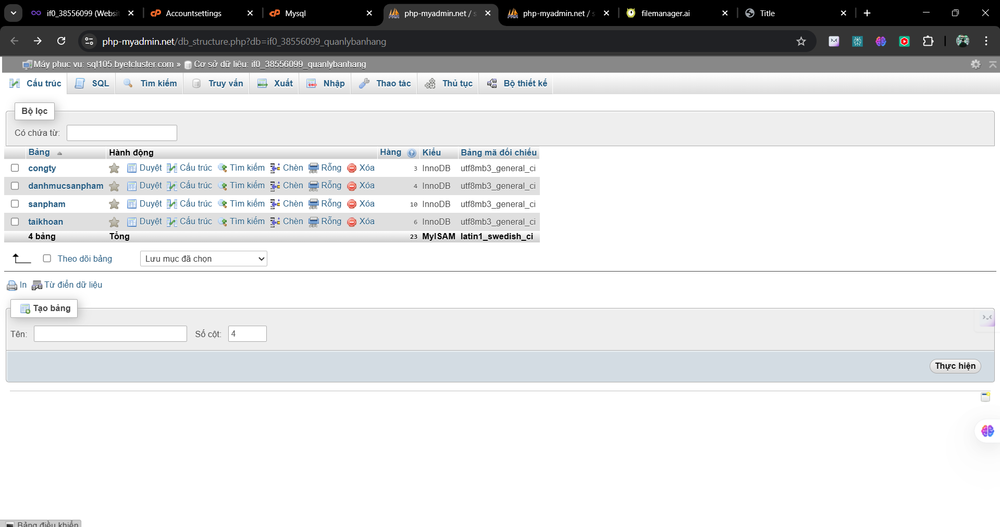 if0_38556099 (Websit
Accountsettings
Mysql
php-myadmin.net / s
php-myadmin.net / s
filemanager.ai
Title
php-myadmin.net/db_structure.php?db=if0_38556099_quanlybanhang
Máy phục vụ: sql105.byetcluster.com » Cơ sở dữ liệu: if0_38556099_quanlybanhang
Cấu trúc SQL Tìm kiếm Truy vấn Xuất Nhập Thao tác Thủ tục Bộ thiết kế
Bộ lọc
Có chứa từ:
Bảng Hành động Hàng Kiểu Bảng mã đối chiếu
congty Duyệt Cấu trúc Tìm kiếm Chèn Rỗng Xóa 3 InnoDB utf8mb3_general_ci
danhmucsanpham Duyệt Cấu trúc Tìm kiếm Chèn Rỗng Xóa 4 InnoDB utf8mb3_general_ci
sanpham Duyệt Cấu trúc Tìm kiếm Chèn Rỗng Xóa 10 InnoDB utf8mb3_general_ci
taikhoan Duyệt Cấu trúc Tìm kiếm Chèn Rỗng Xóa 6 InnoDB utf8mb3_general_ci
4 bảng Tổng 23 MyISAM latin1_swedish_ci
Theo dõi bảng Lưu mục đã chọn
In Từ điển dữ liệu
Tạo bảng
Tên: Số cột: 4
Thực hiện
Bảng điều khiển